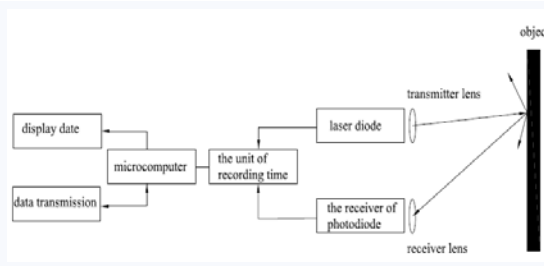 objec
transmitter lens
laser diode
display date
microcomputer
the unit of
recording time
data transmission
the receiver of
photodiode
receiver lens